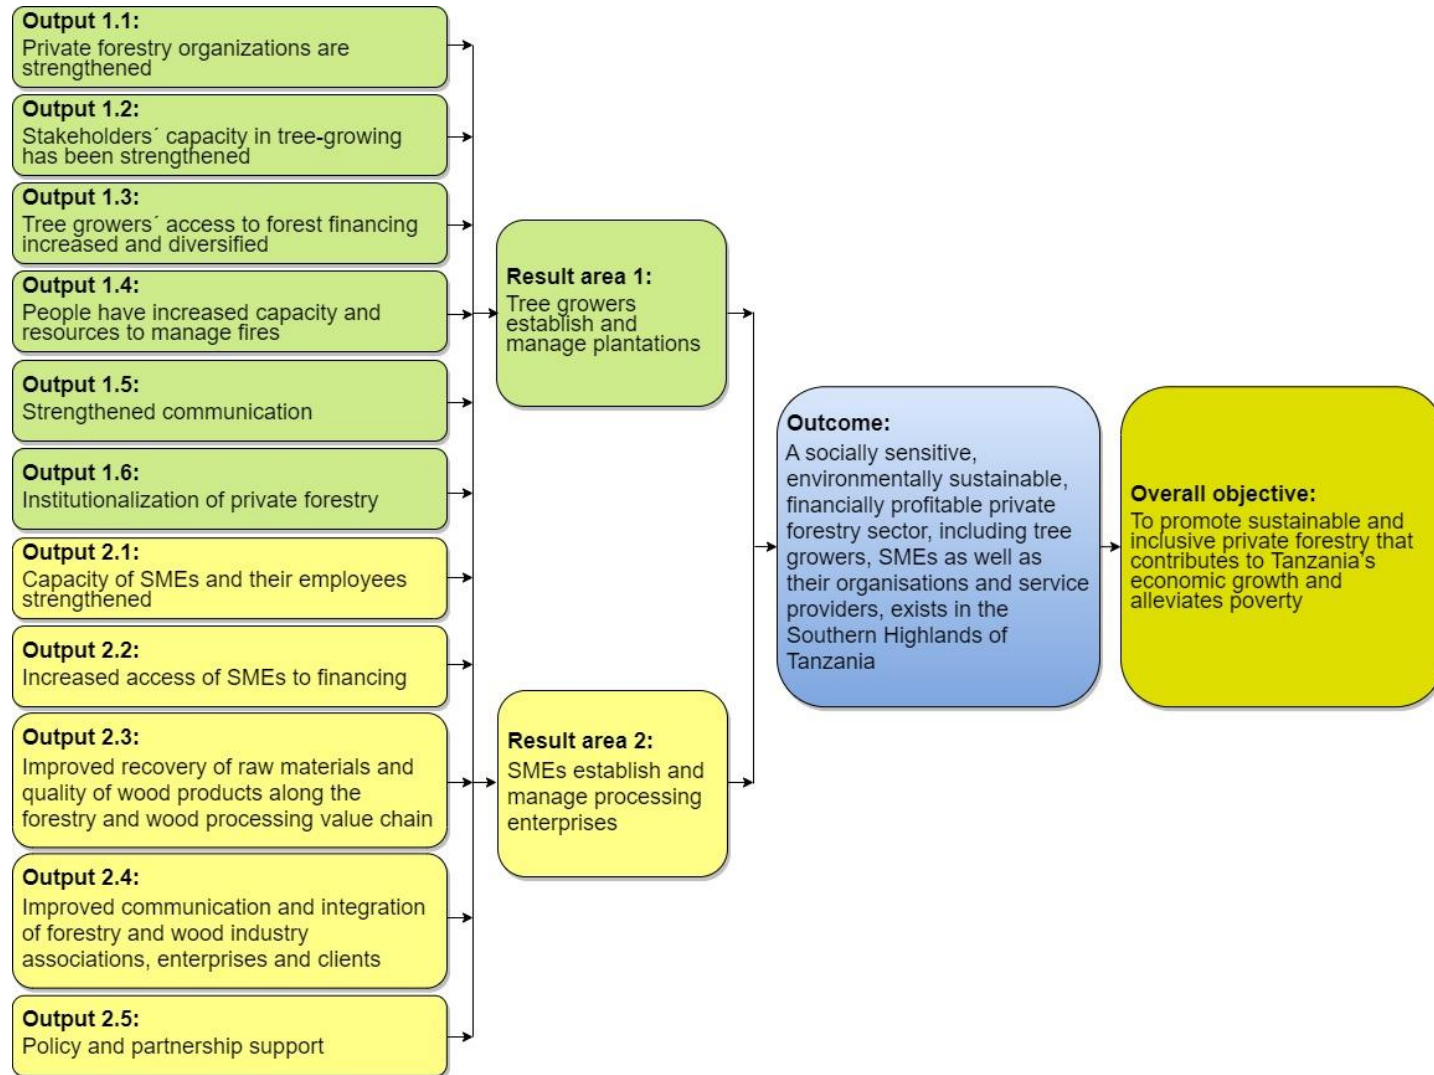 Output 1.1:
Private forestry organizations are
strengthened
Output 1.2:
Stakeholders´ capacity in tree-growing
has been strengthened
Output 1.3:
Tree growers´ access to forest financing
increased and diversified
Output 1.4:
People have increased capacity and
resources to manage fires
Output 1.5:
Strengthened communication
Output 1.6:
Institutionalization of private forestry
Output 2.1:
Capacity of SMEs and their employees
strengthened
Output 2.2:
Increased access of SMEs to financing
Output 2.3:
Improved recovery of raw materials and
quality of wood products along the
forestry and wood processing value chain
Output 2.4:
Improved communication and integration
of forestry and wood industry
associations, enterprises and clients
Output 2.5:
Policy and partnership support
Result area 1:
Tree growers
establish and
manage plantations
Result area 2:
SMEs establish and
manage processing
enterprises
Outcome:
A socially sensitive,
environmentally sustainable,
financially profitable private
forestry sector, including tree
growers, SMEs as well as
their organisations and service
providers, exists in the
Southern Highlands of
Tanzania
Overall objective:
To promote sustainable and
inclusive private forestry that
contributes to Tanzania's
economic growth and
alleviates poverty